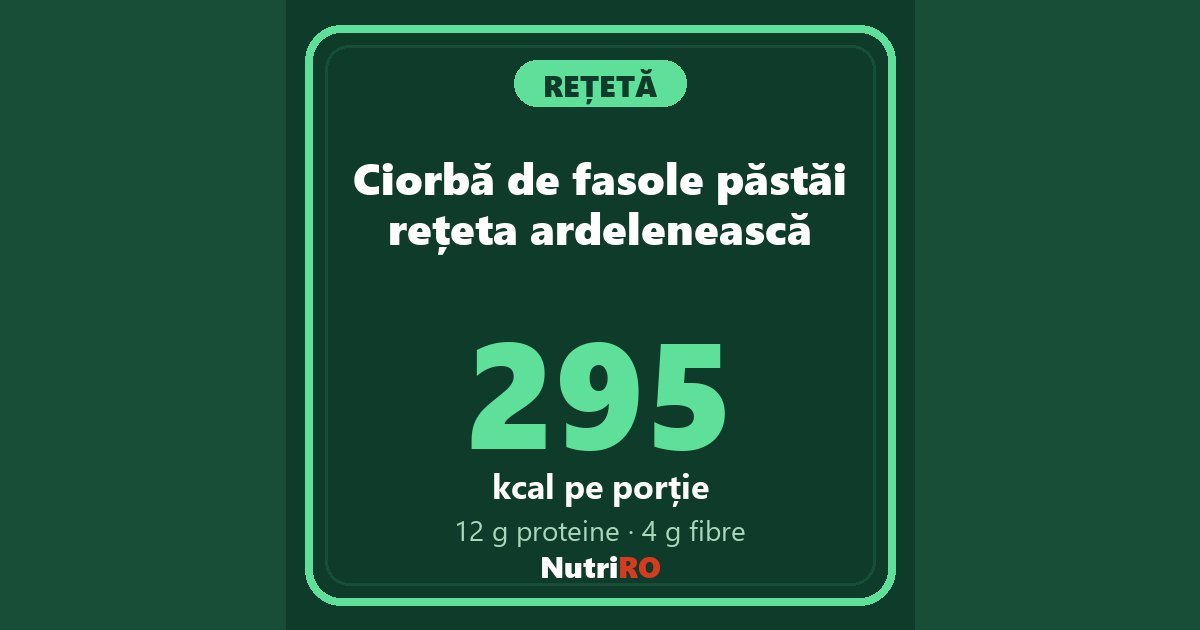 REȚETĂ
Ciorbă de fasole păstăi
rețeta ardelenească
295
kcal pe porție
12 g proteine · 4 g fibre
NutriRO